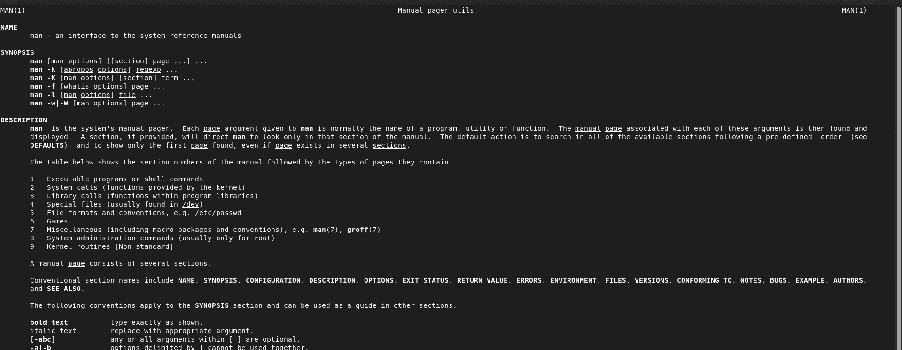 MAN(1) Manual pager utils MAN(1)
NAME
man - an interface to the system reference manuals
SYNOPSIS
man [man options] [[section] page ...] ...
man -k [apropos options] regexp ...
man -K [man options] [section] term ...
man -f [whatis options] page ...
man -l [man options] file ...
man -w|-W [man options] page ...
DESCRIPTION
man is the system's manual pager. Each page argument given to man is normally the name of a program, utility or function. The manual page associated with each of these arguments is then found and
displayed. A section, if provided, will direct man to look only in that section of the manual. The default action is to search in all of the available sections following a pre-defined order (see
DEFAULTS), and to show only the first page found, even if page exists in several sections.
The table below shows the section numbers of the manual followed by the types of pages they contain.
1 Executable programs or shell commands
2 System calls (functions provided by the kernel)
3 Library calls (functions within program libraries)
4 Special files (usually found in /dev)
5 File formats and conventions, e.g. /etc/passwd
6 Games
7 Miscellaneous (including macro packages and conventions), e.g. man(7), groff(7)
8 System administration commands (usually only for root)
9 Kernel routines [Non standard]
A manual page consists of several sections.
Conventional section names include NAME, SYNOPSIS, CONFIGURATION, DESCRIPTION, OPTIONS, EXIT STATUS, RETURN VALUE, ERRORS, ENVIRONMENT, FILES, VERSIONS, CONFORMING TO, NOTES, BUGS, EXAMPLE, AUTHORS,
and SEE ALSO.
The following conventions apply to the SYNOPSIS section and can be used as a guide in other sections.
bold text type exactly as shown.
italic text replace with appropriate argument.
[-abc] any or all arguments within [ ] are optional.
-a|-b options delimited by | cannot be used together.